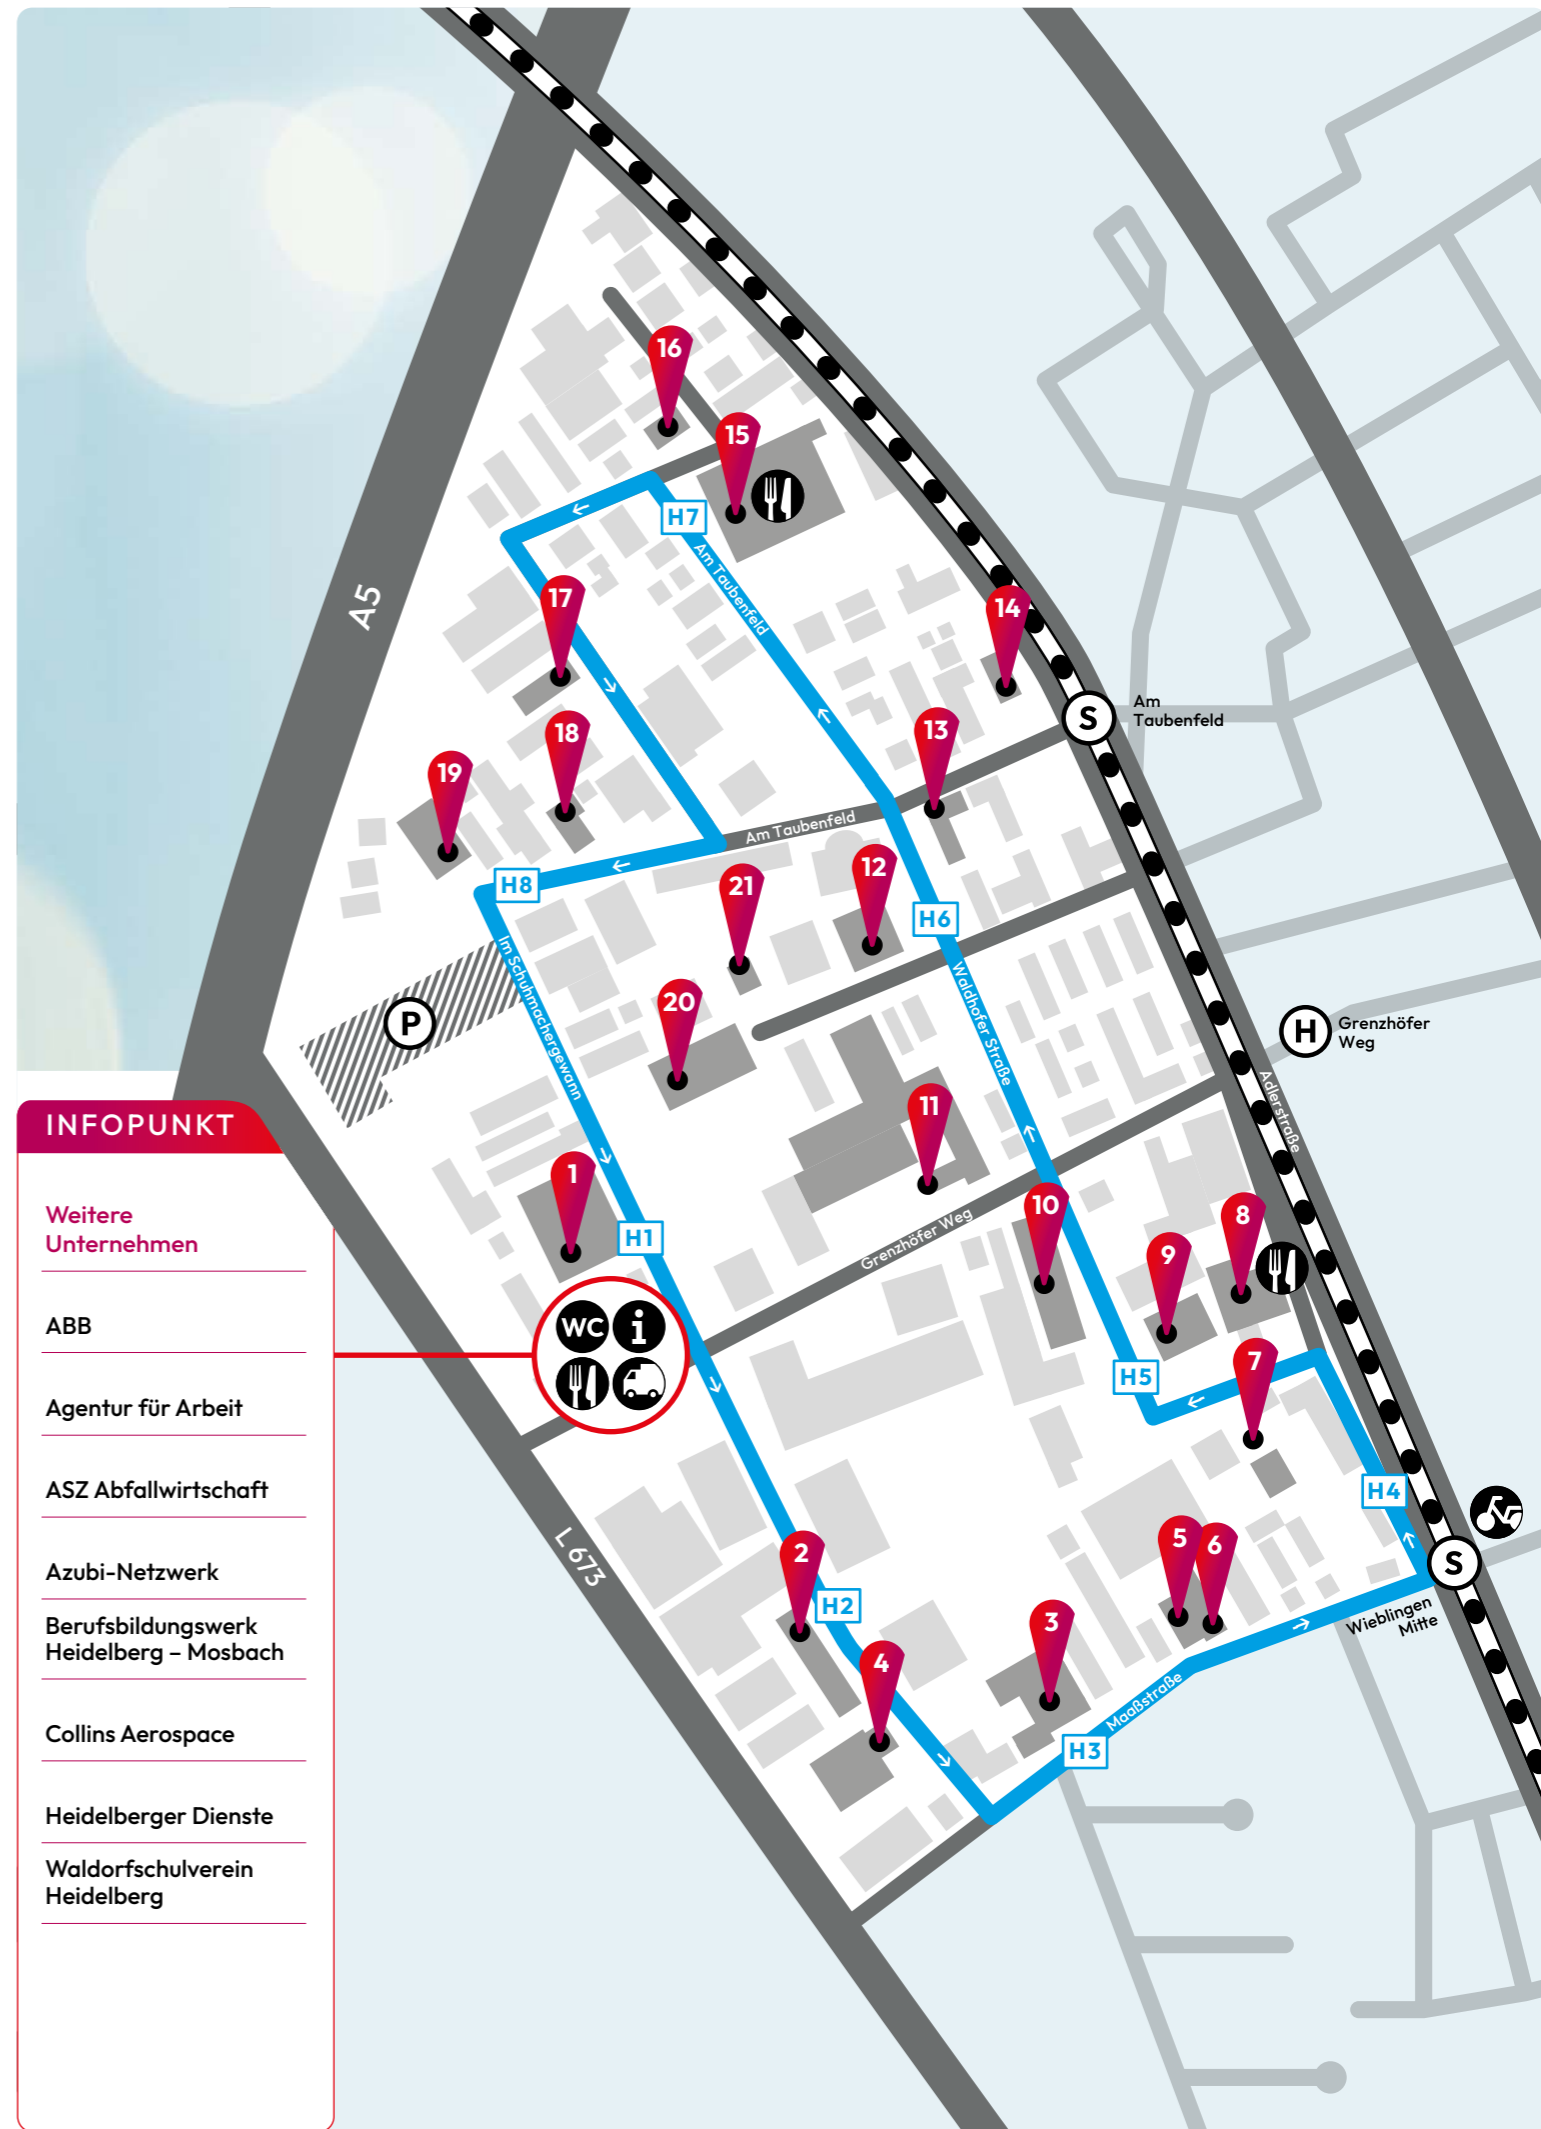 16
15
H7
Am Taubenfeld
A5
17
14
S
Am
Taubenfeld
18
13
19
Am Taubenfeld
12
21
H8
H6
Im Schuhmachergewann
Waldhofer Straße
20
P
H
Grenzhöfer
Weg
Adlerstraße
11
INFOPUNKT
Weitere
Unternehmen
ABB
Agentur für Arbeit
ASZ Abfallwirtschaft
Azubi-Netzwerk
Berufsbildungswerk
Heidelberg – Mosbach
Collins Aerospace
Heidelberger Dienste
Waldorfschulverein
Heidelberg
1
H1
10
8
9
Grenzhöfer Weg
WC
i
7
H5
H4
L 673
2
5
6
S
Wieblingen
Mitte
H2
3
4
Maaßstraße
H3